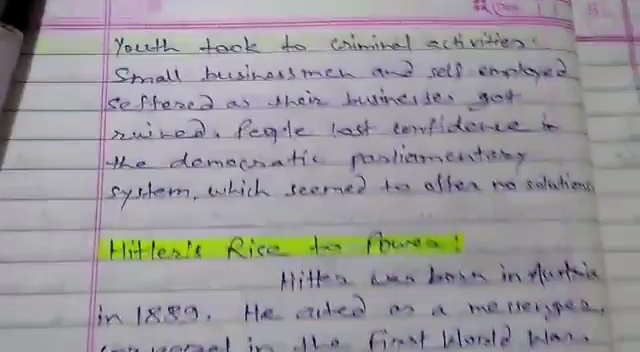 Youth took to criminal activities.
Small businessmen and self employed
seffered as their businesses got
ruined. People lost confidence in
the democratic parliamentary
system, which seemed to offer no solutions
Hitler's Rise to Power:
Hitler was born in Austria
in 1889. He acted as a messenger,
in the First World War.